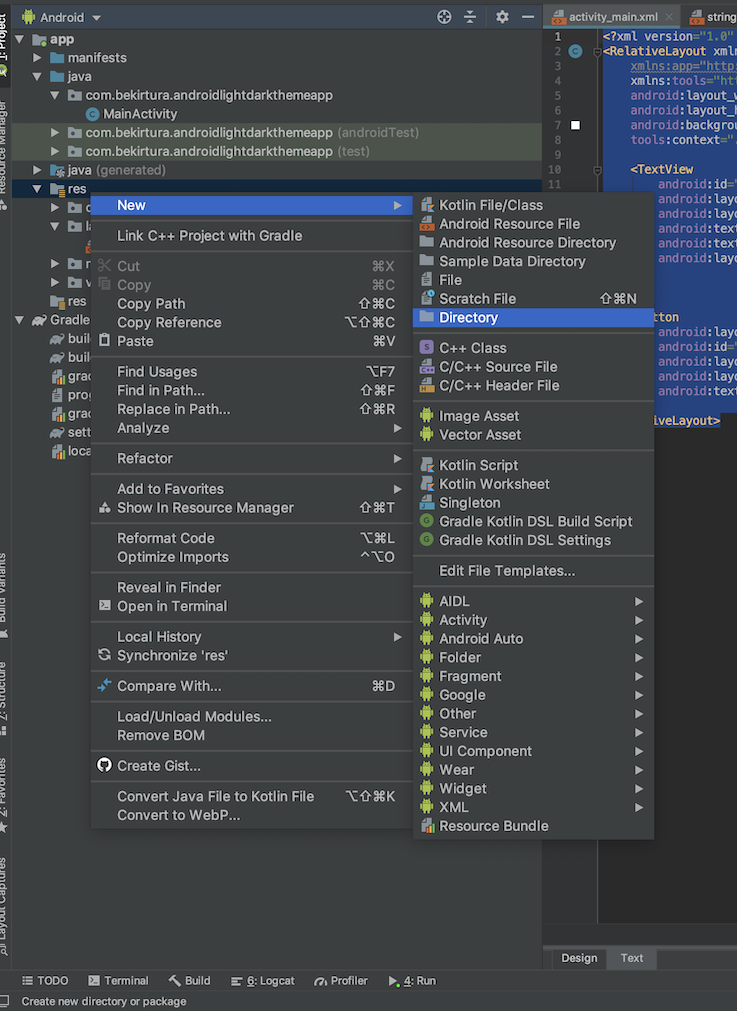 Android
activity_main.xml
string
1: Project
Resource Manager
app
manifests
java
com.bekirtura.androidlightdarkthemeapp
MainActivity
com.bekirtura.androidlightdarkthemeapp (androidTest)
com.bekirtura.androidlightdarkthemeapp (test)
java (generated)
res
res
Gradle
buil
buil
grad
prog
grad
sett
loca
New
Link C++ Project with Gradle
Cut ⌘X
Copy ⌘C
Copy Path ⇧⌘C
Copy Reference ⌥⇧⌘C
Paste ⌘V
Find Usages ⌥F7
Find in Path... ⇧⌘F
Replace in Path... ⇧⌘R
Analyze
Refactor
Add to Favorites
Show In Resource Manager ⇧⌘T
Reformat Code ⌥⌘L
Optimize Imports ^⌥O
Reveal in Finder
Open in Terminal
Local History
Synchronize 'res'
Compare With... ⌘D
Load/Unload Modules...
Remove BOM
Create Gist...
Convert Java File to Kotlin File ⌥⇧⌘K
Convert to WebP...
Kotlin File/Class
Android Resource File
Android Resource Directory
Sample Data Directory
File
Scratch File ⇧⌘N
Directory
C++ Class
C/C++ Source File
C/C++ Header File
Image Asset
Vector Asset
Kotlin Script
Kotlin Worksheet
Singleton
Gradle Kotlin DSL Build Script
Gradle Kotlin DSL Settings
Edit File Templates...
AIDL
Activity
Android Auto
Folder
Fragment
Google
Other
Service
UI Component
Wear
Widget
XML
Resource Bundle
1 <?xml version="1.0"
2 <RelativeLayout xmln
3 xmlns:app="http:
4 xmlns:tools="htt
5 android:layout_w
6 android:layout_h
7 android:backgrou
8 tools:context=".
9
10 <TextView
11 android:id="
android:layo
android:layo
android:text
android:text
android:layo
tton
android:layo
android:id="
android:layo
android:layo
android:text
iveLayout>
Build Variants
7: Structure
2: Favorites
Layout Captures
Design
Text
TODO
Terminal
Build
6: Logcat
Profiler
4: Run
Create new directory or package